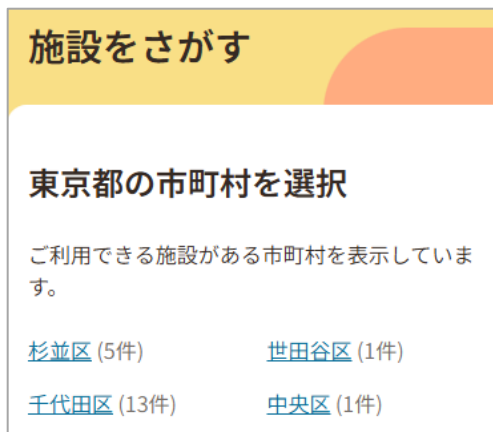 施設をさがす
東京都の市町村を選択
ご利用できる施設がある市町村を表示していま
す。
杉並区 (5件) 世田谷区 (1件)
千代田区 (13件) 中央区 (1件)